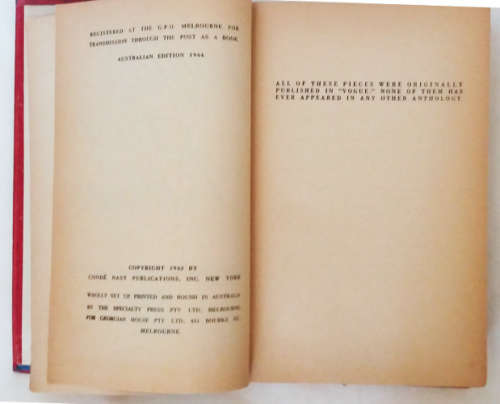 REGISTERED AT THE G.P.O. MELBOURNE FOR
TRANSMISSION THROUGH THE POST AS A BOOK
AUSTRALIAN EDITION 1944
COPYRIGHT 1942 BY
CONDÉ NAST PUBLICATIONS, INC. NEW YORK
WHOLLY SET UP PRINTED AND BOUND IN AUSTRALIA
BY THE SPECIALTY PRESS PTY LTD. MELBOURNE
FOR GEORGIAN HOUSE PTY LTD. BOURKE ST.
MELBOURNE
ALL OF THESE PIECES WERE ORIGINALLY
PUBLISHED IN "VOGUE." NONE OF THEM HAS
EVER APPEARED IN ANY OTHER ANTHOLOGY